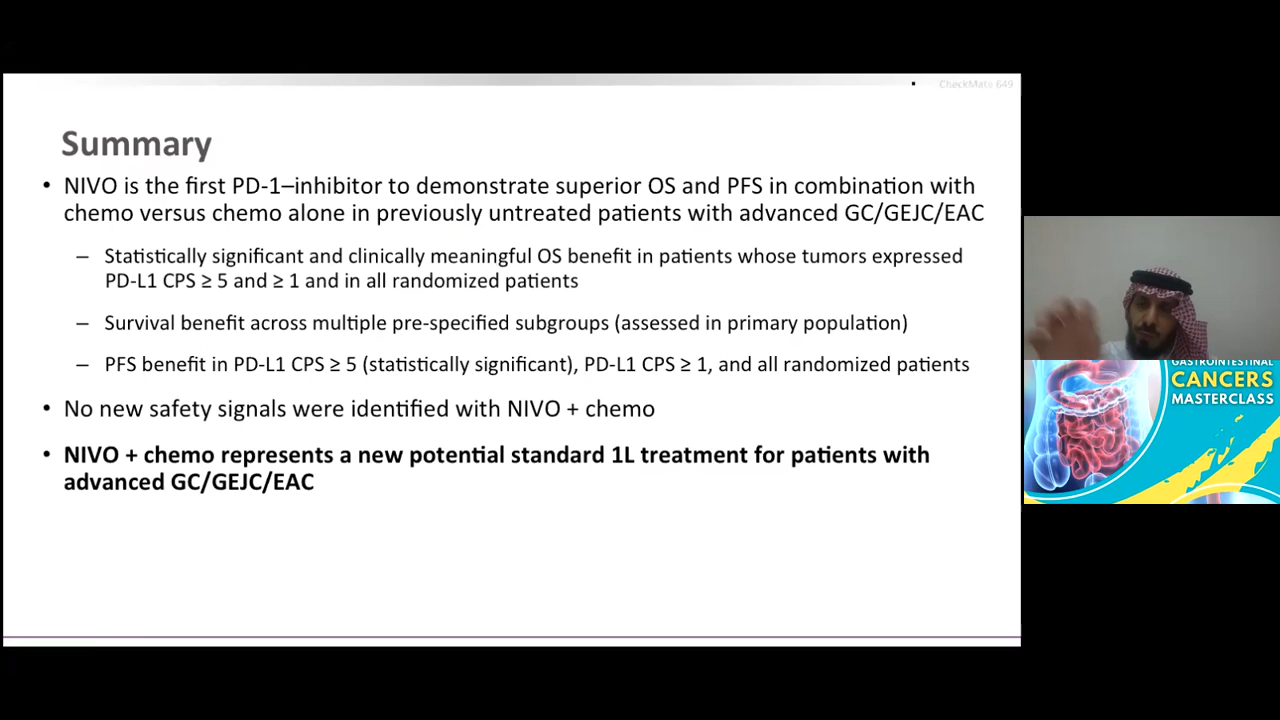 CheckMate 649
Summary
• NIVO is the first PD-1–inhibitor to demonstrate superior OS and PFS in combination with
chemo versus chemo alone in previously untreated patients with advanced GC/GEJC/EAC
– Statistically significant and clinically meaningful OS benefit in patients whose tumors expressed
PD-L1 CPS ≥ 5 and ≥ 1 and in all randomized patients
– Survival benefit across multiple pre-specified subgroups (assessed in primary population)
– PFS benefit in PD-L1 CPS ≥ 5 (statistically significant), PD-L1 CPS ≥ 1, and all randomized patients
• No new safety signals were identified with NIVO + chemo
• NIVO + chemo represents a new potential standard 1L treatment for patients with
advanced GC/GEJC/EAC
GASTROINTESTINAL
CANCERS
MASTERCLASS